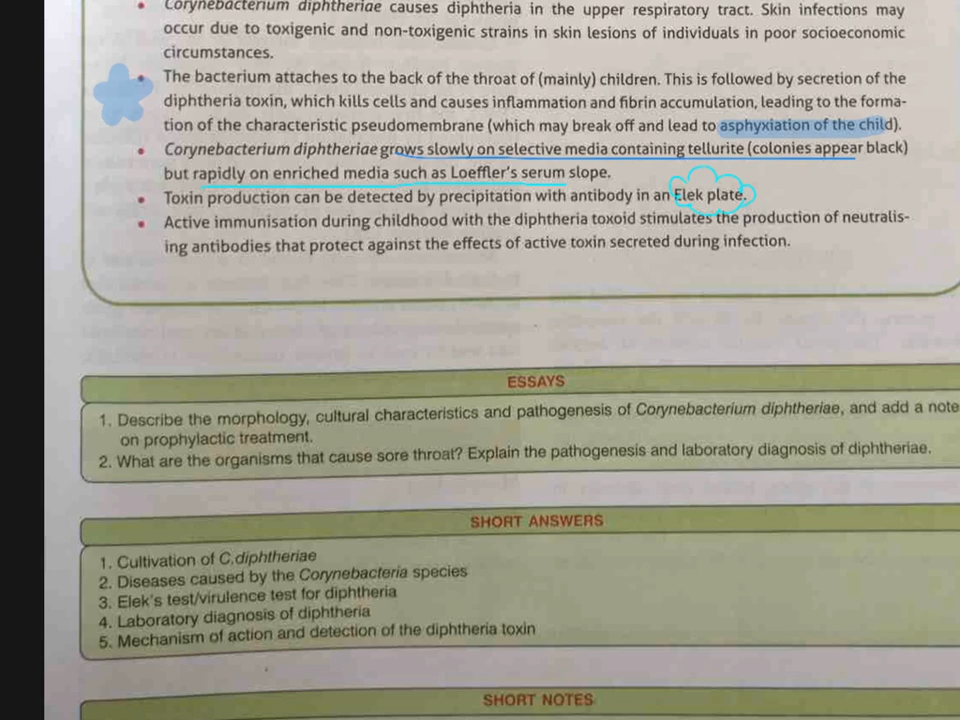 • Corynebacterium diphtheriae causes diphtheria in the upper respiratory tract. Skin infections may
occur due to toxigenic and non-toxigenic strains in skin lesions of individuals in poor socioeconomic
circumstances.
• The bacterium attaches to the back of the throat of (mainly) children. This is followed by secretion of the
diphtheria toxin, which kills cells and causes inflammation and fibrin accumulation, leading to the forma-
tion of the characteristic pseudomembrane (which may break off and lead to asphyxiation of the child).
• Corynebacterium diphtheriae grows slowly on selective media containing tellurite (colonies appear black)
but rapidly on enriched media such as Loeffler's serum slope.
• Toxin production can be detected by precipitation with antibody in an Elek plate.
• Active immunisation during childhood with the diphtheria toxoid stimulates the production of neutralis-
ing antibodies that protect against the effects of active toxin secreted during infection.
ESSAYS
1. Describe the morphology, cultural characteristics and pathogenesis of Corynebacterium diphtheriae, and add a note
on prophylactic treatment.
2. What are the organisms that cause sore throat? Explain the pathogenesis and laboratory diagnosis of diphtheriae.
SHORT ANSWERS
1. Cultivation of C.diphtheriae
2. Diseases caused by the Corynebacteria species
3. Elek's test/virulence test for diphtheria
4. Laboratory diagnosis of diphtheria
5. Mechanism of action and detection of the diphtheria toxin
SHORT NOTES